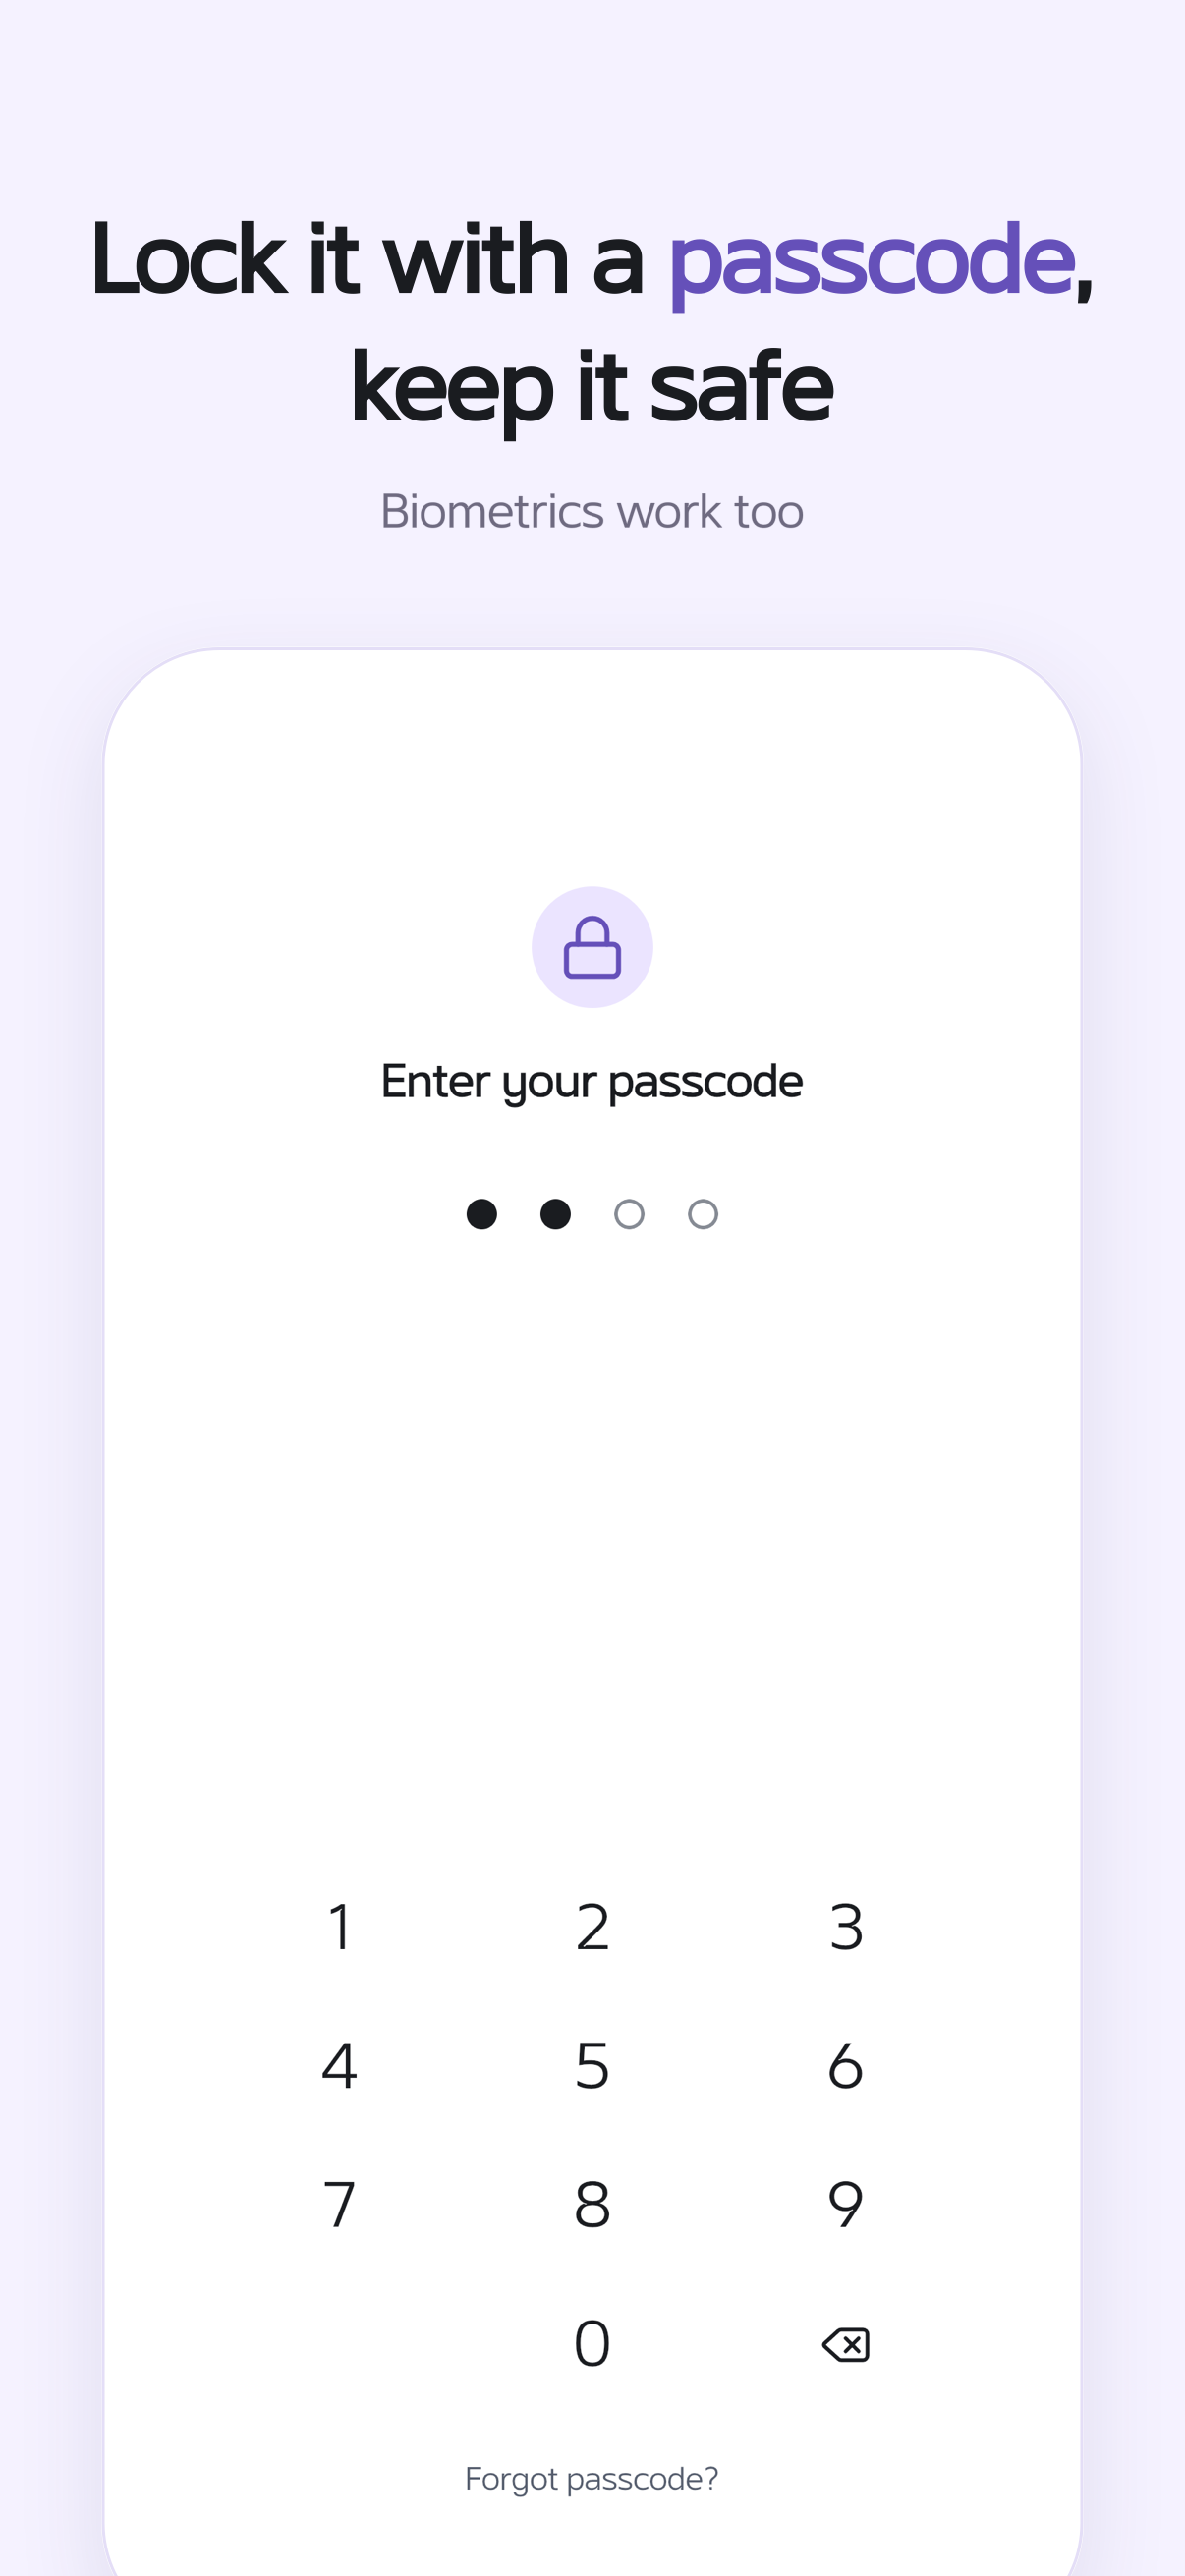 Lock it with a passcode,
keep it safe
Biometrics work too
Enter your passcode
1 2 3
4 5 6
7 8 9
0
Forgot passcode?